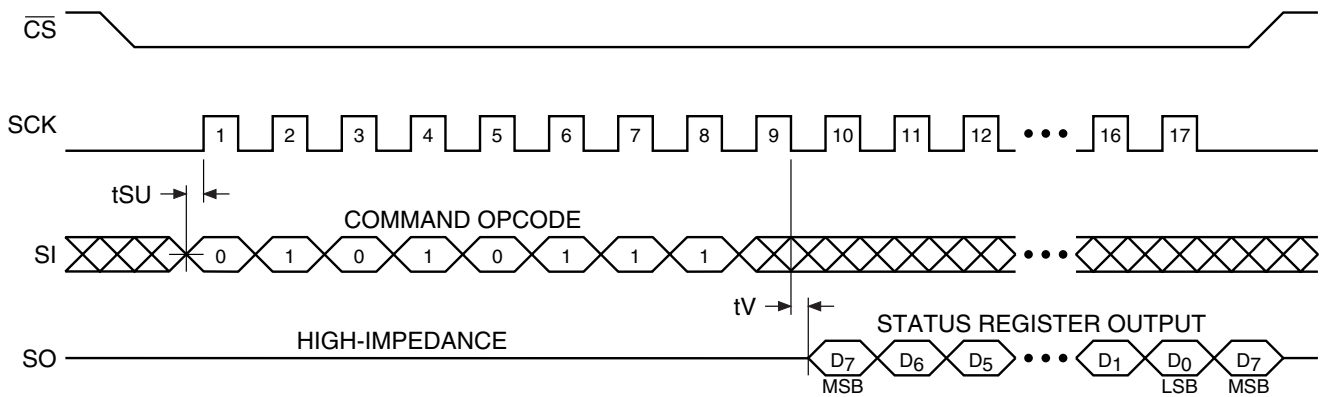 CS
SCK 1 2 3 4 5 6 7 8 9 10 11 12 ••• 16 17
tSU
COMMAND OPCODE
SI 0 1 0 1 0 1 1 1 •••
tV
HIGH-IMPEDANCE STATUS REGISTER OUTPUT
SO D7 D6 D5 ••• D1 D0 D7
MSB LSB MSB